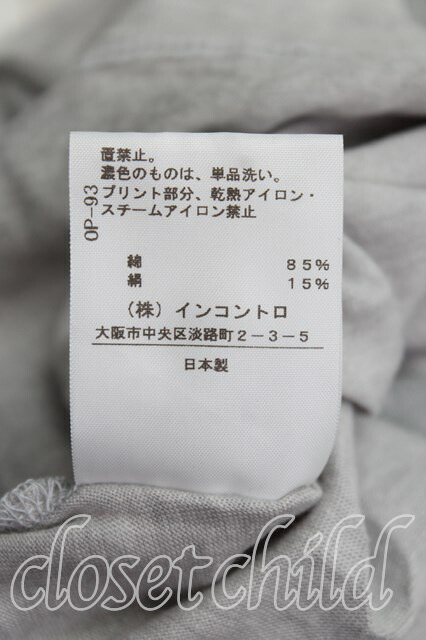 置禁止。
濃色のものは、単品洗い。
プリント部分、乾熱アイロン・
スチームアイロン禁止
OP-93
綿 85%
絹 15%
(株)インコントロ
大阪市中央区淡路町2-3-5
日本製
closet child